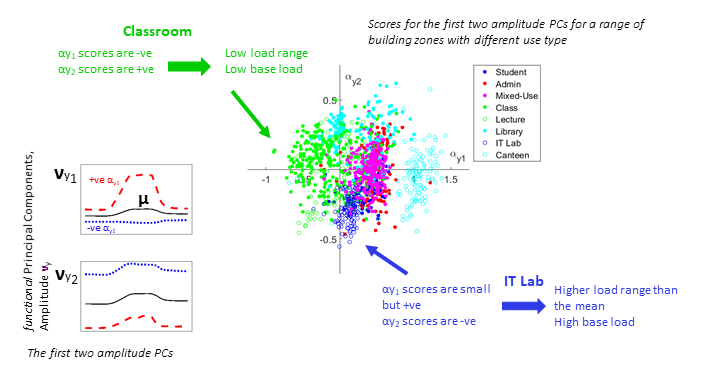 Classroom
Scores for the first two amplitude PCs for a range of
building zones with different use type
αy1 scores are -ve
αy2 scores are +ve
Low load range
Low base load
αy2
0.5
αy1
-1
-0.5
0.5
1
1.5
-0.5
Student
Admin
Mixed-Use
Class
Lecture
Library
IT Lab
Canteen
functional Principal Components,
Amplitude vy
vy1
+ve αy1
μ
-ve αy1
vy2
The first two amplitude PCs
αy1 scores are small
but +ve
αy2 scores are -ve
IT Lab
Higher load range than
the mean
High base load